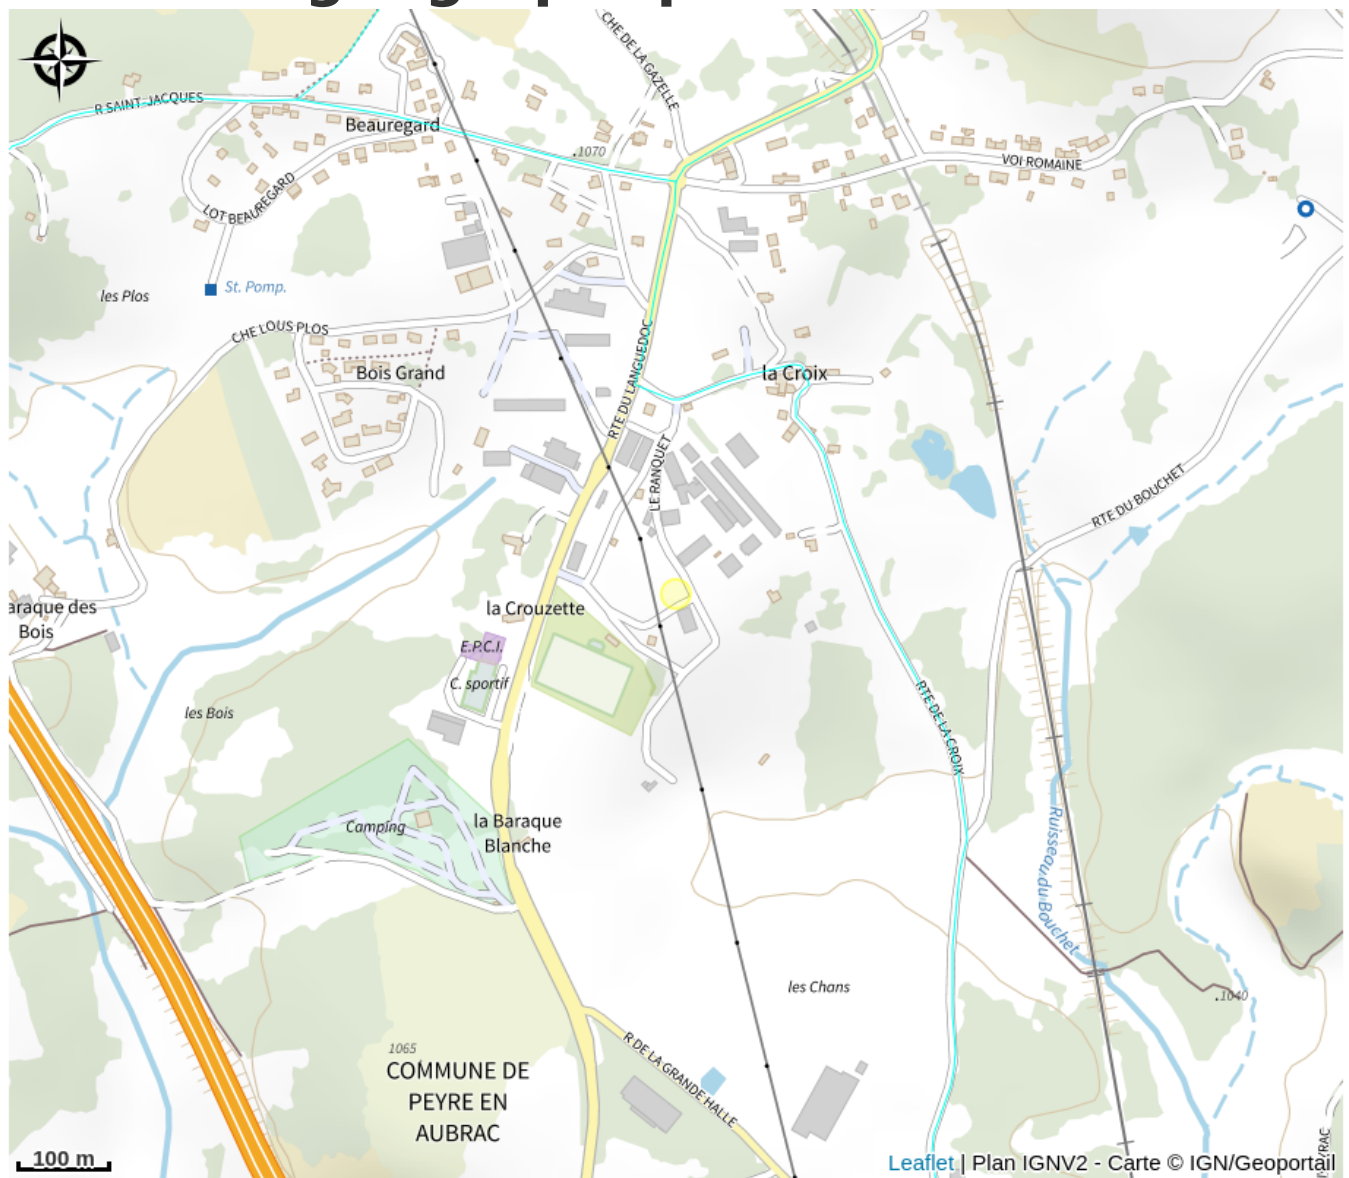 CHE DE LA GAZELLE
R SAINT-JACQUES
Beauregard
.1070
VOI ROMAINE
LOT BEAUREGARD
les Plos
St. Pomp.
CHE LOUS PLOS
RTE DU LANGUEDOC
Bois Grand
la Croix
LE RANQUET
RTE DU BOUCHET
araque des
Bois
la Crouzette
E.P.C.I.
C. sportif
les Bois
RTE DE LA CROIX
Camping
la Baraque
Blanche
Ruisseau du Bouchet
les Chans
.1040
1065
COMMUNE DE
PEYRE EN
AUBRAC
R DE LA GRANDE HALLE
100 m
Leaflet | Plan IGNV2 - Carte © IGN/Geoportail